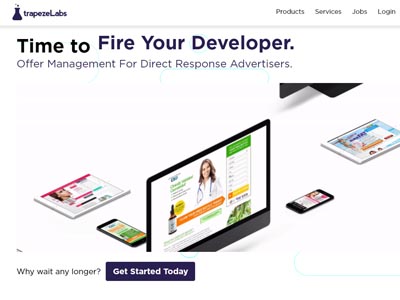 trapezeLabs
Products Services Jobs Login
Time to Fire Your Developer.
Offer Management For Direct Response Advertisers.
Why wait any longer? Get Started Today